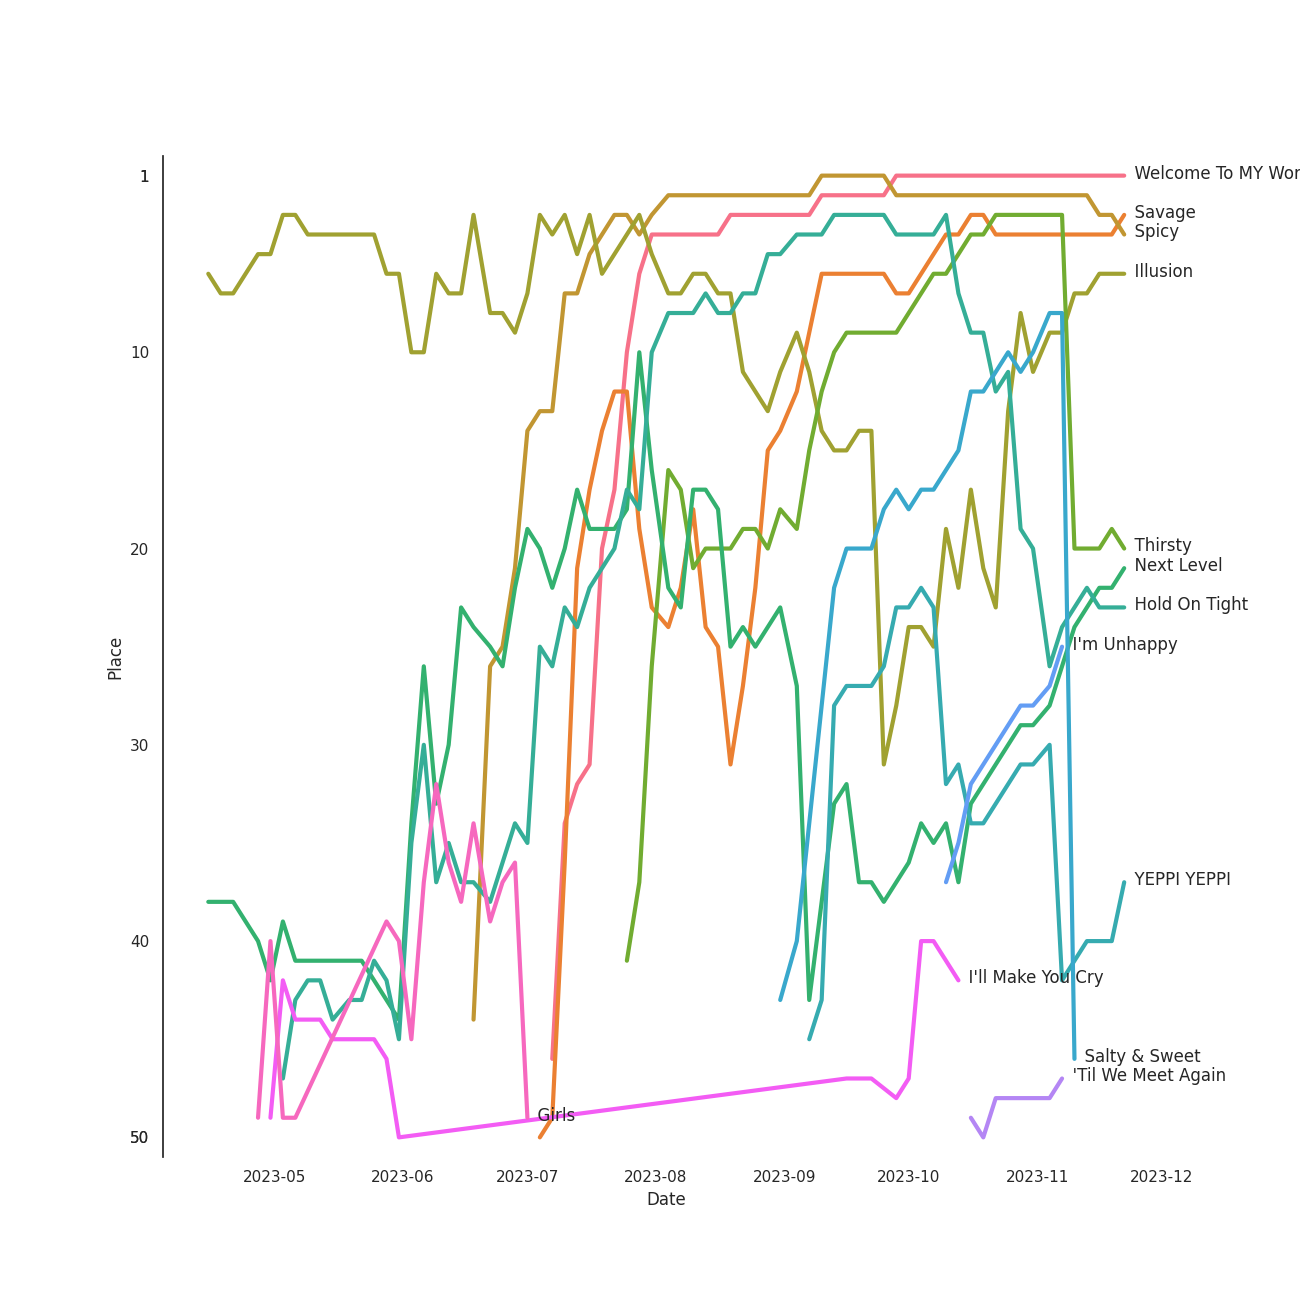 1
Welcome To MY Wor
Savage
Spicy
Illusion
10
20
Thirsty
Next Level
Hold On Tight
I'm Unhappy
Place
30
YEPPI YEPPI
40
I'll Make You Cry
Salty & Sweet
'Til We Meet Again
Girls
50
2023-05 2023-06 2023-07 2023-08 2023-09 2023-10 2023-11 2023-12
Date